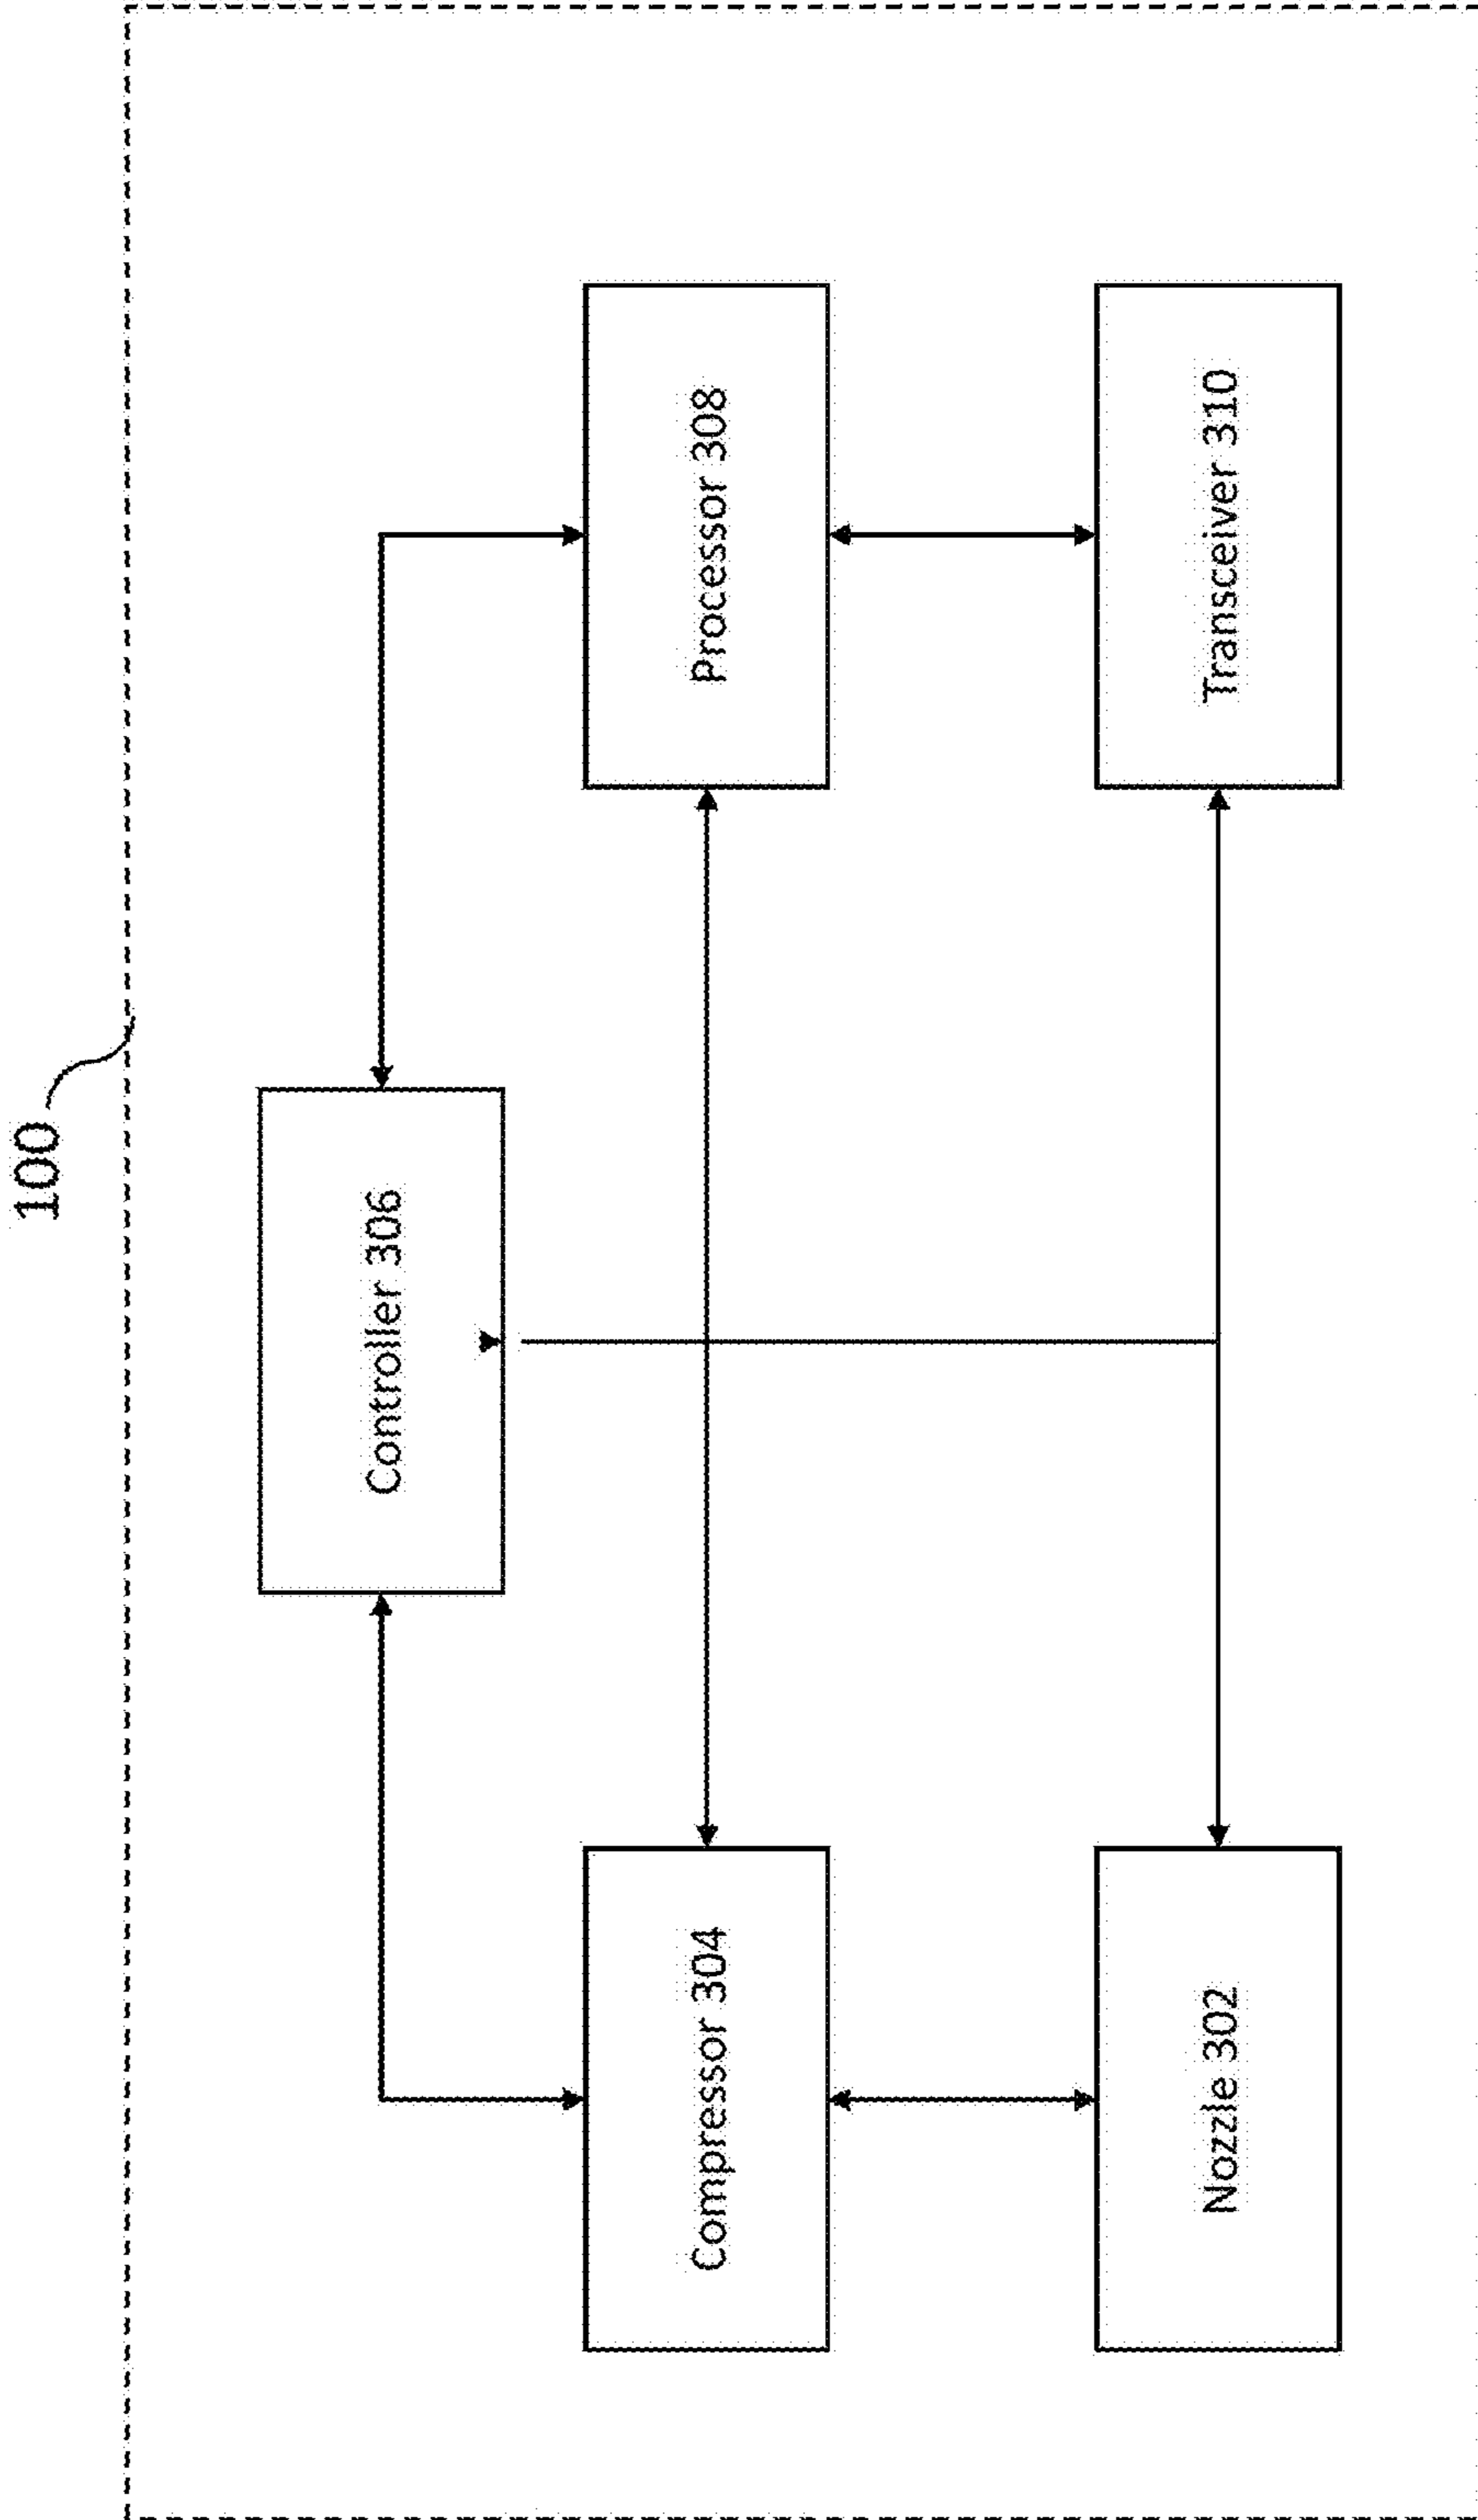 100
Controller 306
Compressor 304
Processor 308
Nozzle 302
Transceiver 310